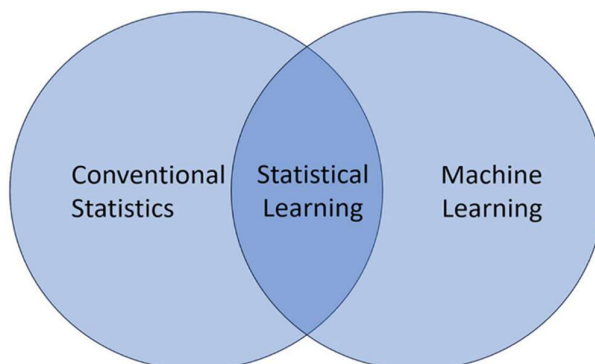 Conventional
Statistics
Statistical
Learning
Machine
Learning